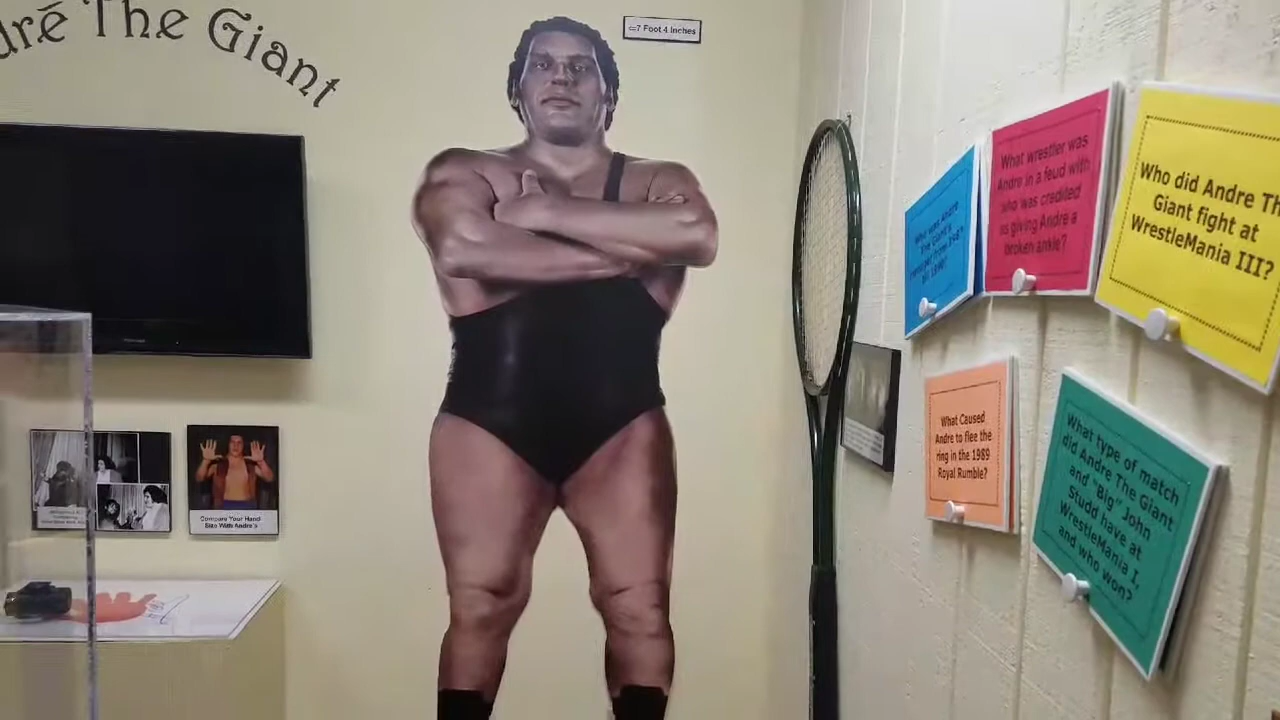 dré The Giant
=7 Foot 4 Inches
What wrestler was
Andre in a feud with
who was credited
as giving Andre a
broken ankle?
Who did Andre Th
Giant fight at
WrestleMania III?
What Caused
Andre to flee the
ring in the 1989
Royal Rumble?
What type of match
did Andre The Giant
and "Big" John
Studd have at
WrestleMania I,
and who won?
Compare Your Hand
Size With Andre's